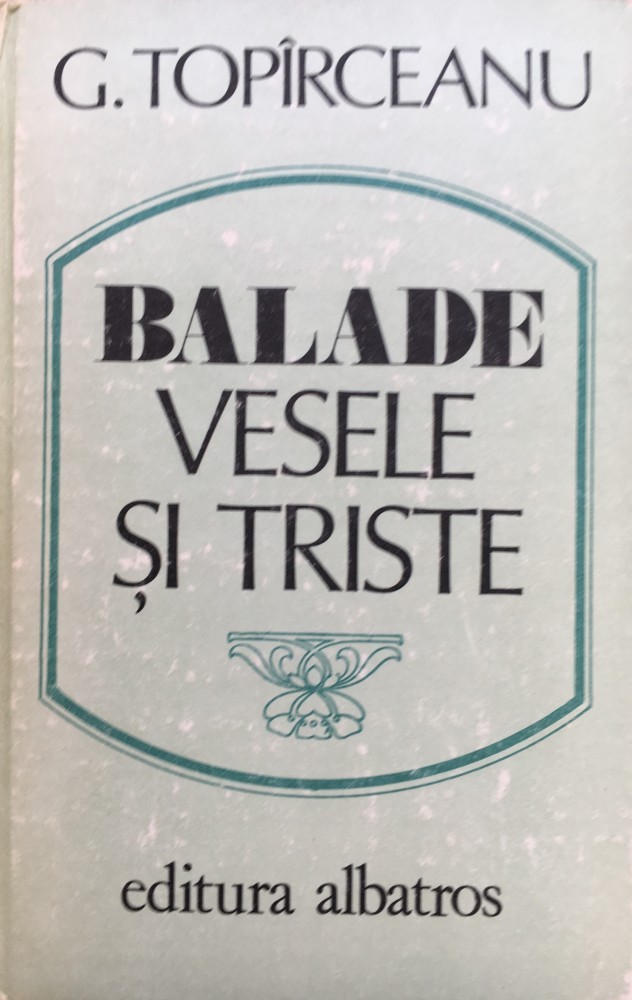 G. TOPÎRCEANU
BALADE
VESELE
ȘI TRISTE
editura albatros